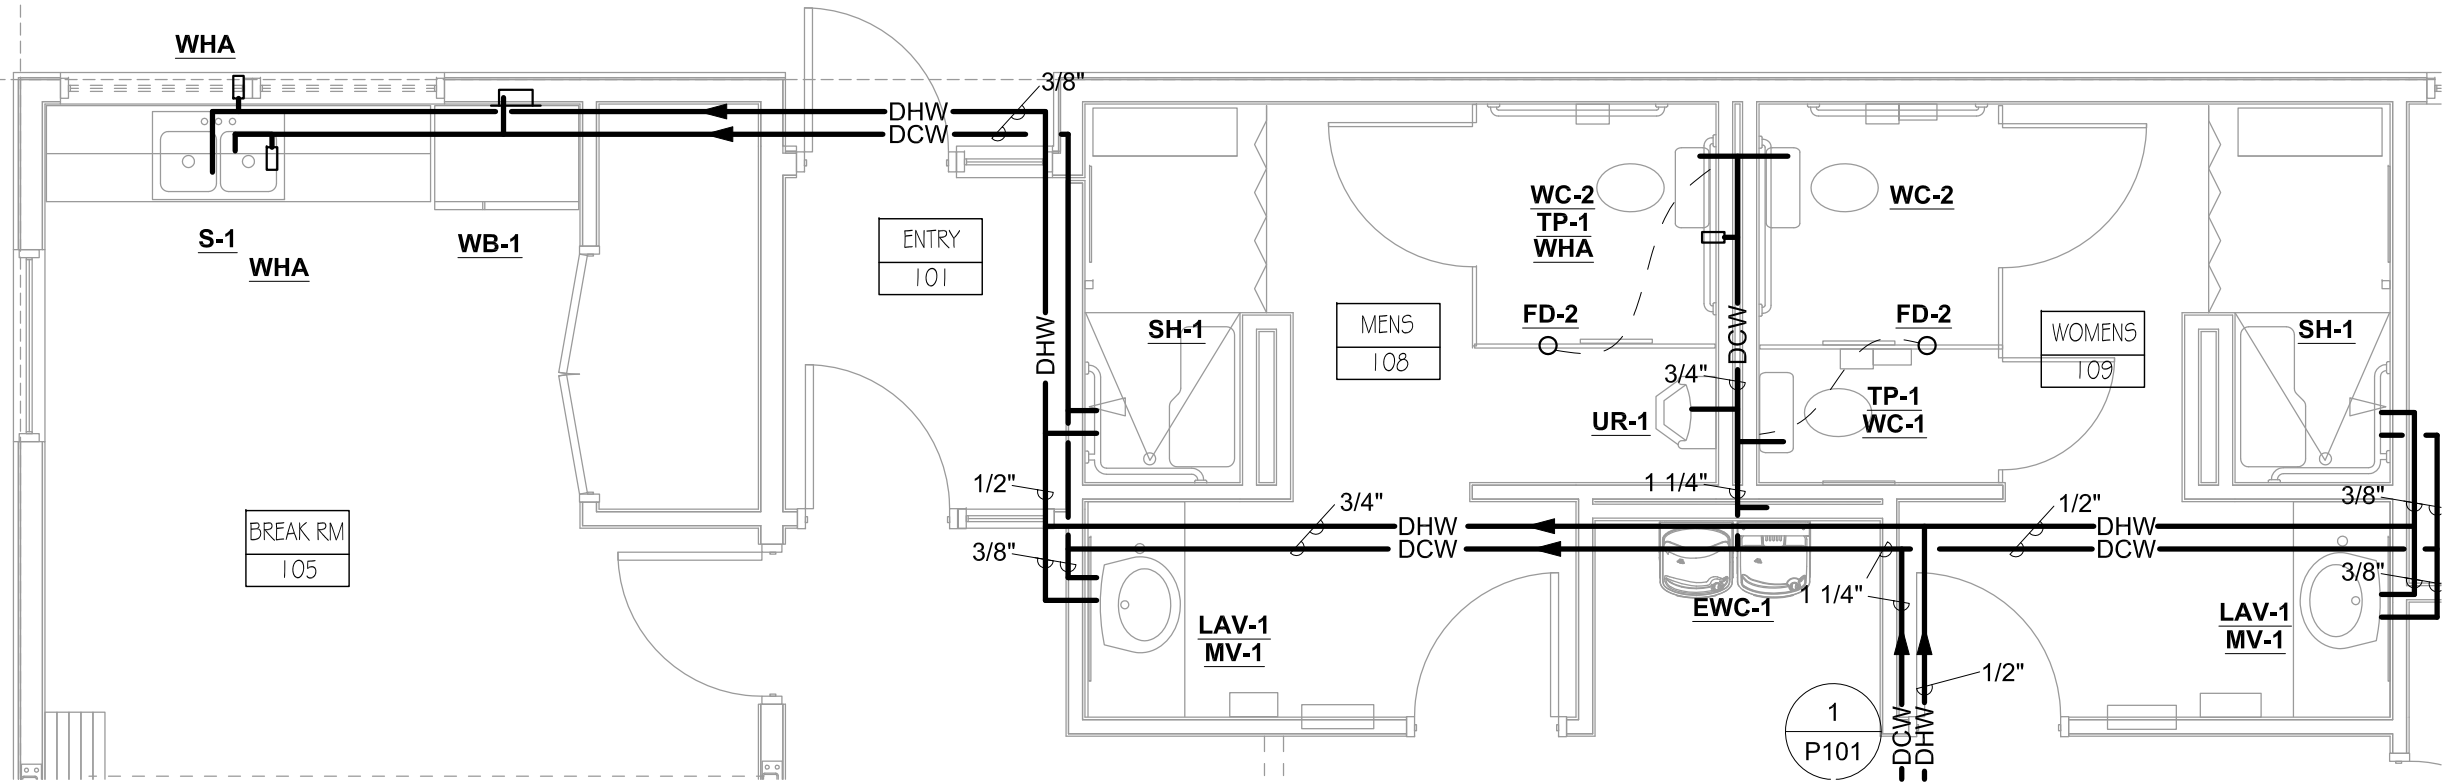 WHA
3/8"
DHW
DCW
S-1
WHA
WB-1
ENTRY
101
WC-2
TP-1
WHA
WC-2
DHW
SH-1
FD-2
MENS
108
DCW
FD-2
WOMENS
109
SH-1
3/4"
UR-1
TP-1
WC-1
1/2"
3/4"
1 1/4"
1/2"
3/8"
BREAK RM
105
DHW
DCW
DHW
DCW
3/8"
3/8"
EWC-1
1 1/4"
LAV-1
MV-1
LAV-1
MV-1
1/2"
1
P101
DCW
DHW